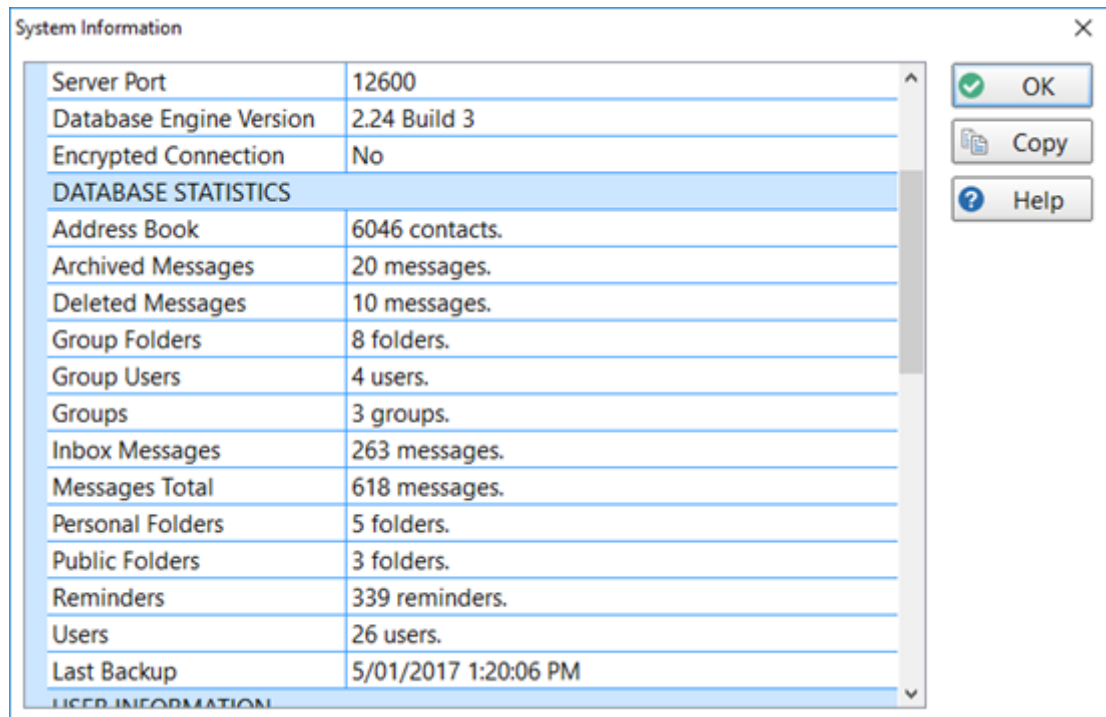 System Information
Server Port 12600
Database Engine Version 2.24 Build 3
Encrypted Connection No
DATABASE STATISTICS
Address Book 6046 contacts.
Archived Messages 20 messages.
Deleted Messages 10 messages.
Group Folders 8 folders.
Group Users 4 users.
Groups 3 groups.
Inbox Messages 263 messages.
Messages Total 618 messages.
Personal Folders 5 folders.
Public Folders 3 folders.
Reminders 339 reminders.
Users 26 users.
Last Backup 5/01/2017 1:20:06 PM
USER INFORMATION
OK
Copy
Help